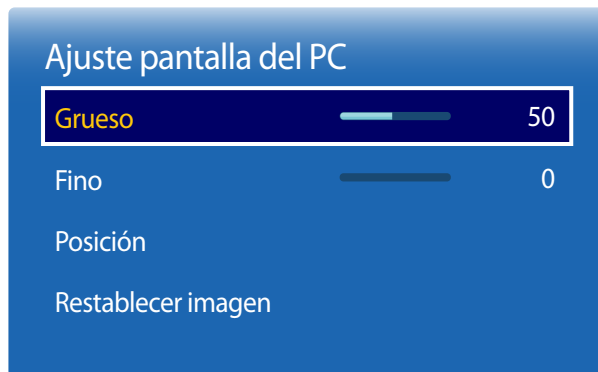 Ajuste pantalla del PC
Grueso 50
Fino 0
Posición
Restablecer imagen